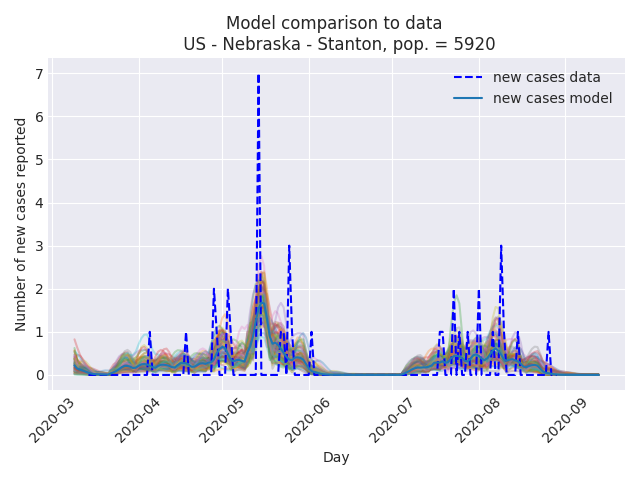 Model comparison to data
US - Nebraska - Stanton, pop. = 5920
new cases data
new cases model
Number of new cases reported
7
6
5
4
3
2
1
0
2020-03
2020-04
2020-05
2020-06
2020-07
2020-08
2020-09
Day